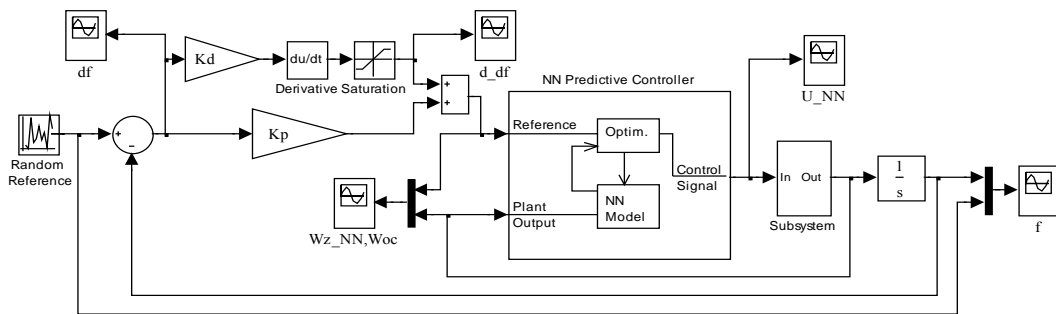 df
Kd
du/dt
Derivative
Saturation
d_df
+
+
NN Predictive Controller
U_NN
Random
Reference
+
-
Kp
Reference
Optim.
Control
Signal
In
Out
Subsystem
1
s
Plant
Output
NN
Model
Wz_NN,Woc
f